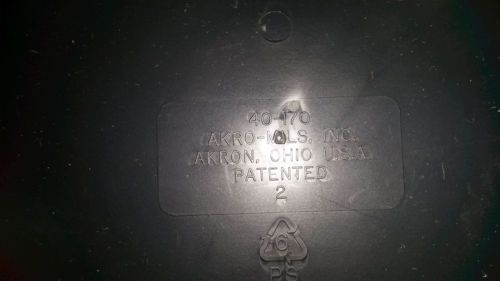 40-170
AKRO-MILS, INC.
AKRON, OHIO U.S.A.
PATENTED
2
6
PS